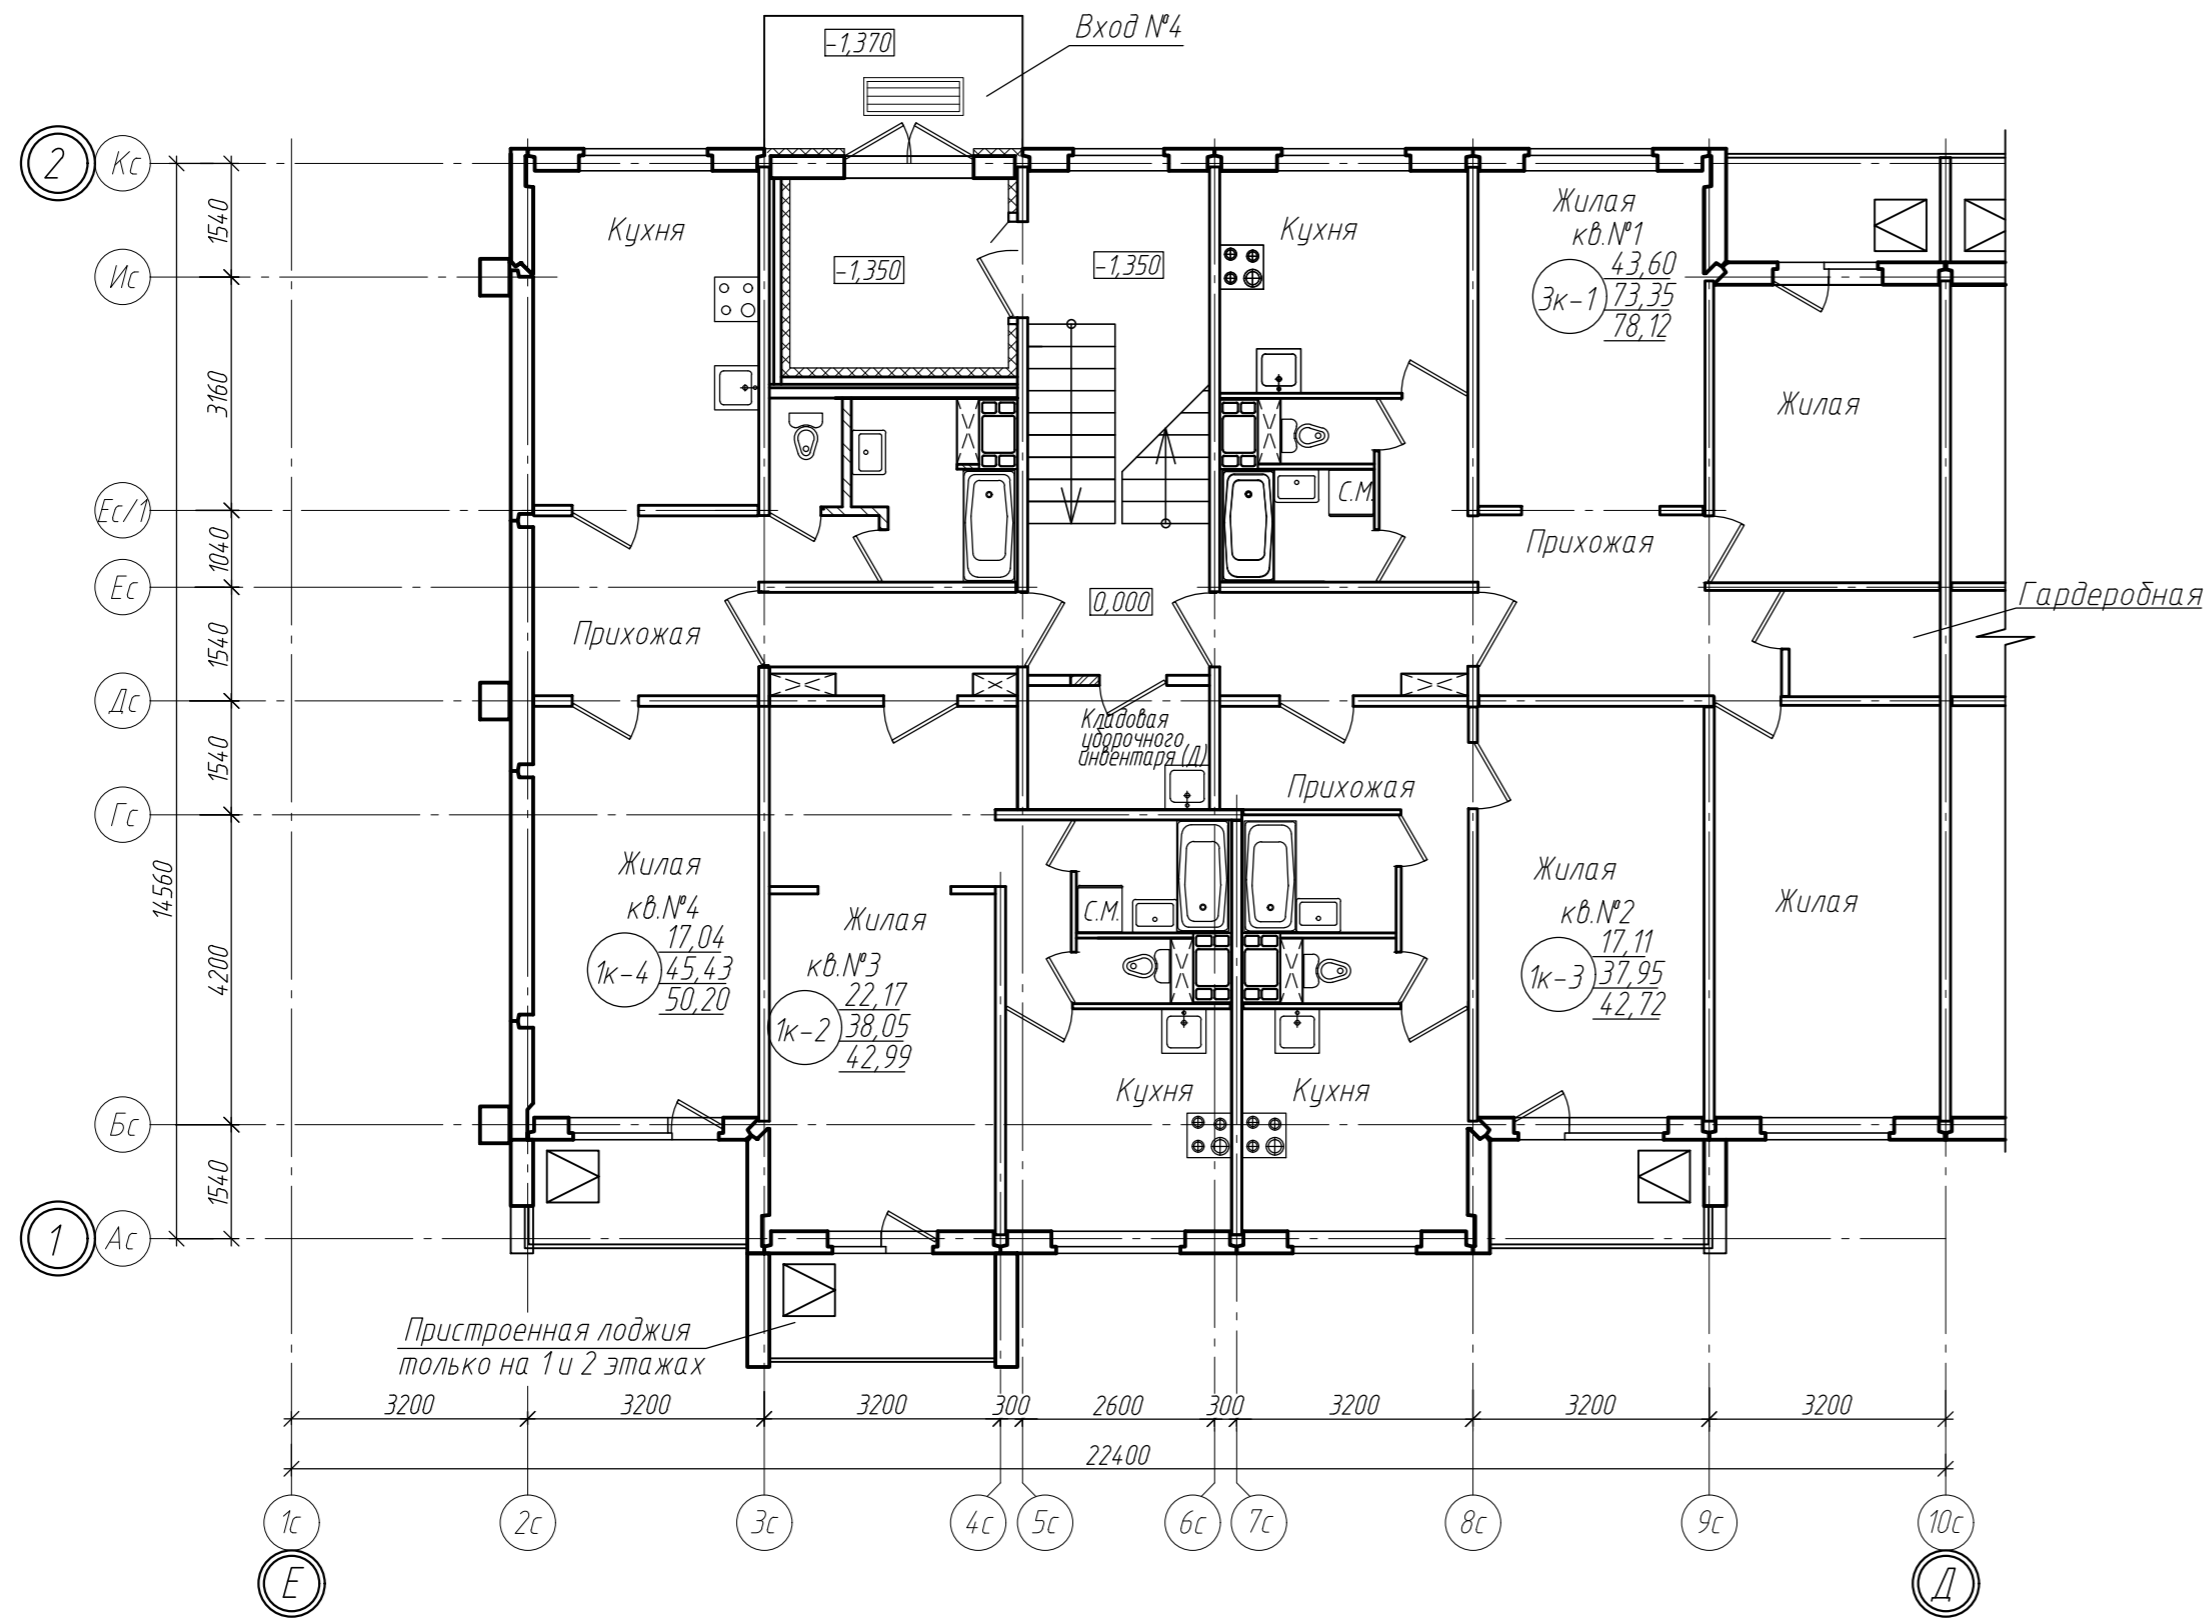 Вход №4
-1,370
2
Кс
1540
Ис
3160
Ес/1
1040
Ес
1540
Дс
1540
Гс
14560
4200
Бс
1540
1
Ас
Кухня
-1,350
-1,350
Кухня
Жилая
кв.№1
3к-1
43,60
73,35
78,12
Жилая
С.М.
Прихожая
Гардеробная
0,000
Прихожая
Кладовая
уборочного
инвентаря (Д)
Прихожая
Жилая
кв.№4
1к-4
17,04
45,43
50,20
Жилая
кв.№3
1к-2
22,17
38,05
42,99
С.М.
Жилая
кв.№2
1к-3
17,11
37,95
42,72
Жилая
Кухня
Кухня
Пристроенная лоджия
только на 1 и 2 этажах
3200
3200
3200
300
2600
300
3200
3200
3200
22400
1с
2с
3с
4с
5с
6с
7с
8с
9с
10с
Е
Д